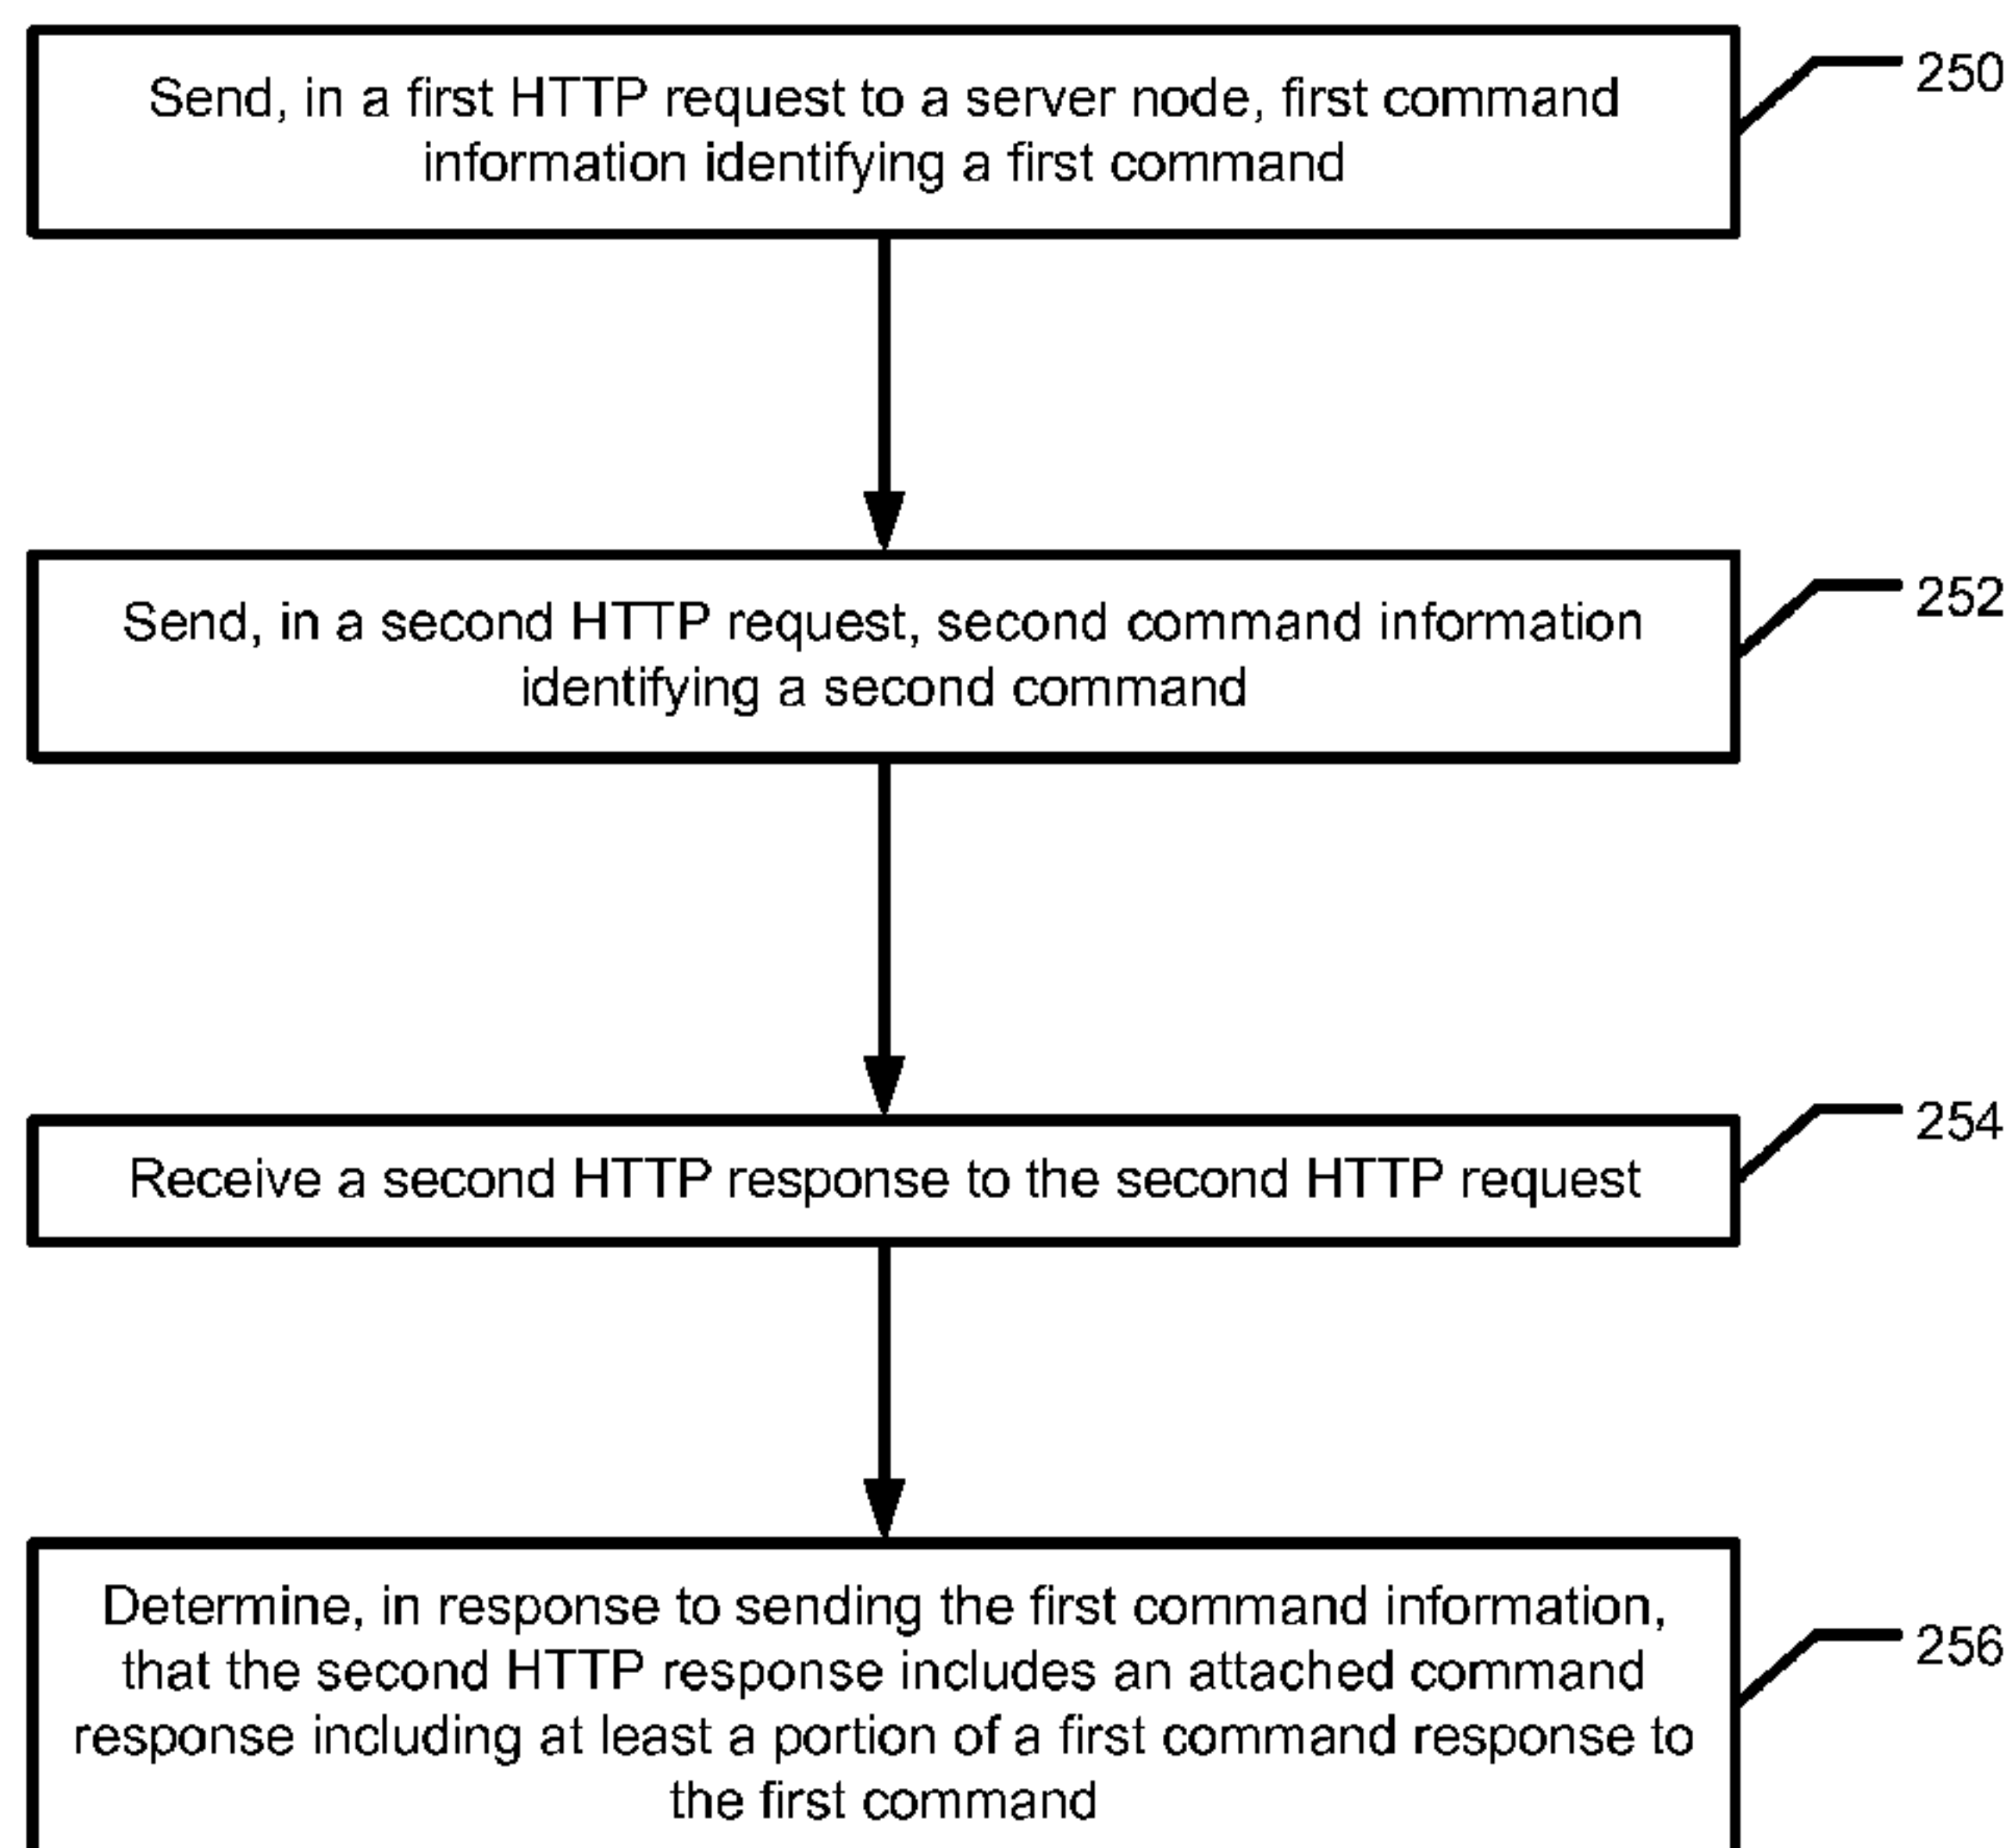 Send, in a first HTTP request to a server node, first command
information identifying a first command
250
Send, in a second HTTP request, second command information
identifying a second command
252
Receive a second HTTP response to the second HTTP request
254
Determine, in response to sending the first command information,
that the second HTTP response includes an attached command
response including at least a portion of a first command response to
the first command
256